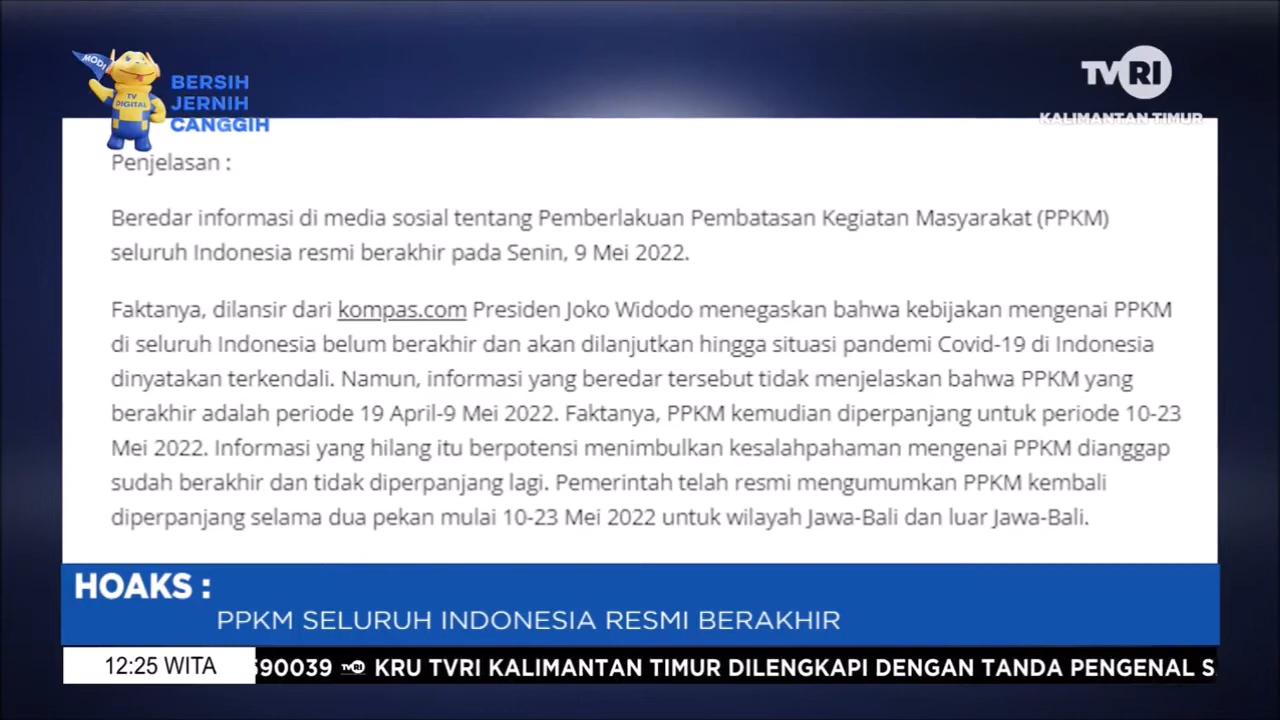 MODI
TV
DIGITAL
BERSIH
JERNIH
CANGGIH
TVRI
KALIMANTAN TIMUR
Penjelasan :
Beredar informasi di media sosial tentang Pemberlakuan Pembatasan Kegiatan Masyarakat (PPKM)
seluruh Indonesia resmi berakhir pada Senin, 9 Mei 2022.
Faktanya, dilansir dari kompas.com Presiden Joko Widodo menegaskan bahwa kebijakan mengenai PPKM
di seluruh Indonesia belum berakhir dan akan dilanjutkan hingga situasi pandemi Covid-19 di Indonesia
dinyatakan terkendali. Namun, informasi yang beredar tersebut tidak menjelaskan bahwa PPKM yang
berakhir adalah periode 19 April-9 Mei 2022. Faktanya, PPKM kemudian diperpanjang untuk periode 10-23
Mei 2022. Informasi yang hilang itu berpotensi menimbulkan kesalahpahaman mengenai PPKM dianggap
sudah berakhir dan tidak diperpanjang lagi. Pemerintah telah resmi mengumumkan PPKM kembali
diperpanjang selama dua pekan mulai 10-23 Mei 2022 untuk wilayah Jawa-Bali dan luar Jawa-Bali.
HOAKS :
PPKM SELURUH INDONESIA RESMI BERAKHIR
12:25 WITA 590039 TVRI KRU TVRI KALIMANTAN TIMUR DILENGKAPI DENGAN TANDA PENGENAL S